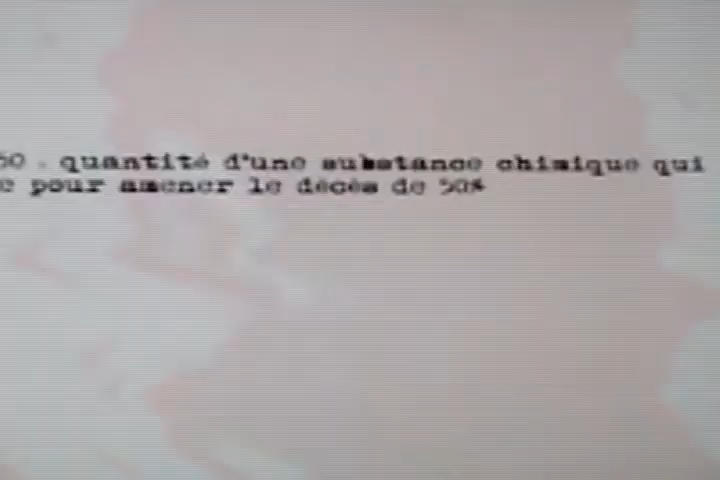 50 . quantité d'une substance chimique qui
e pour amener le décès de 50%